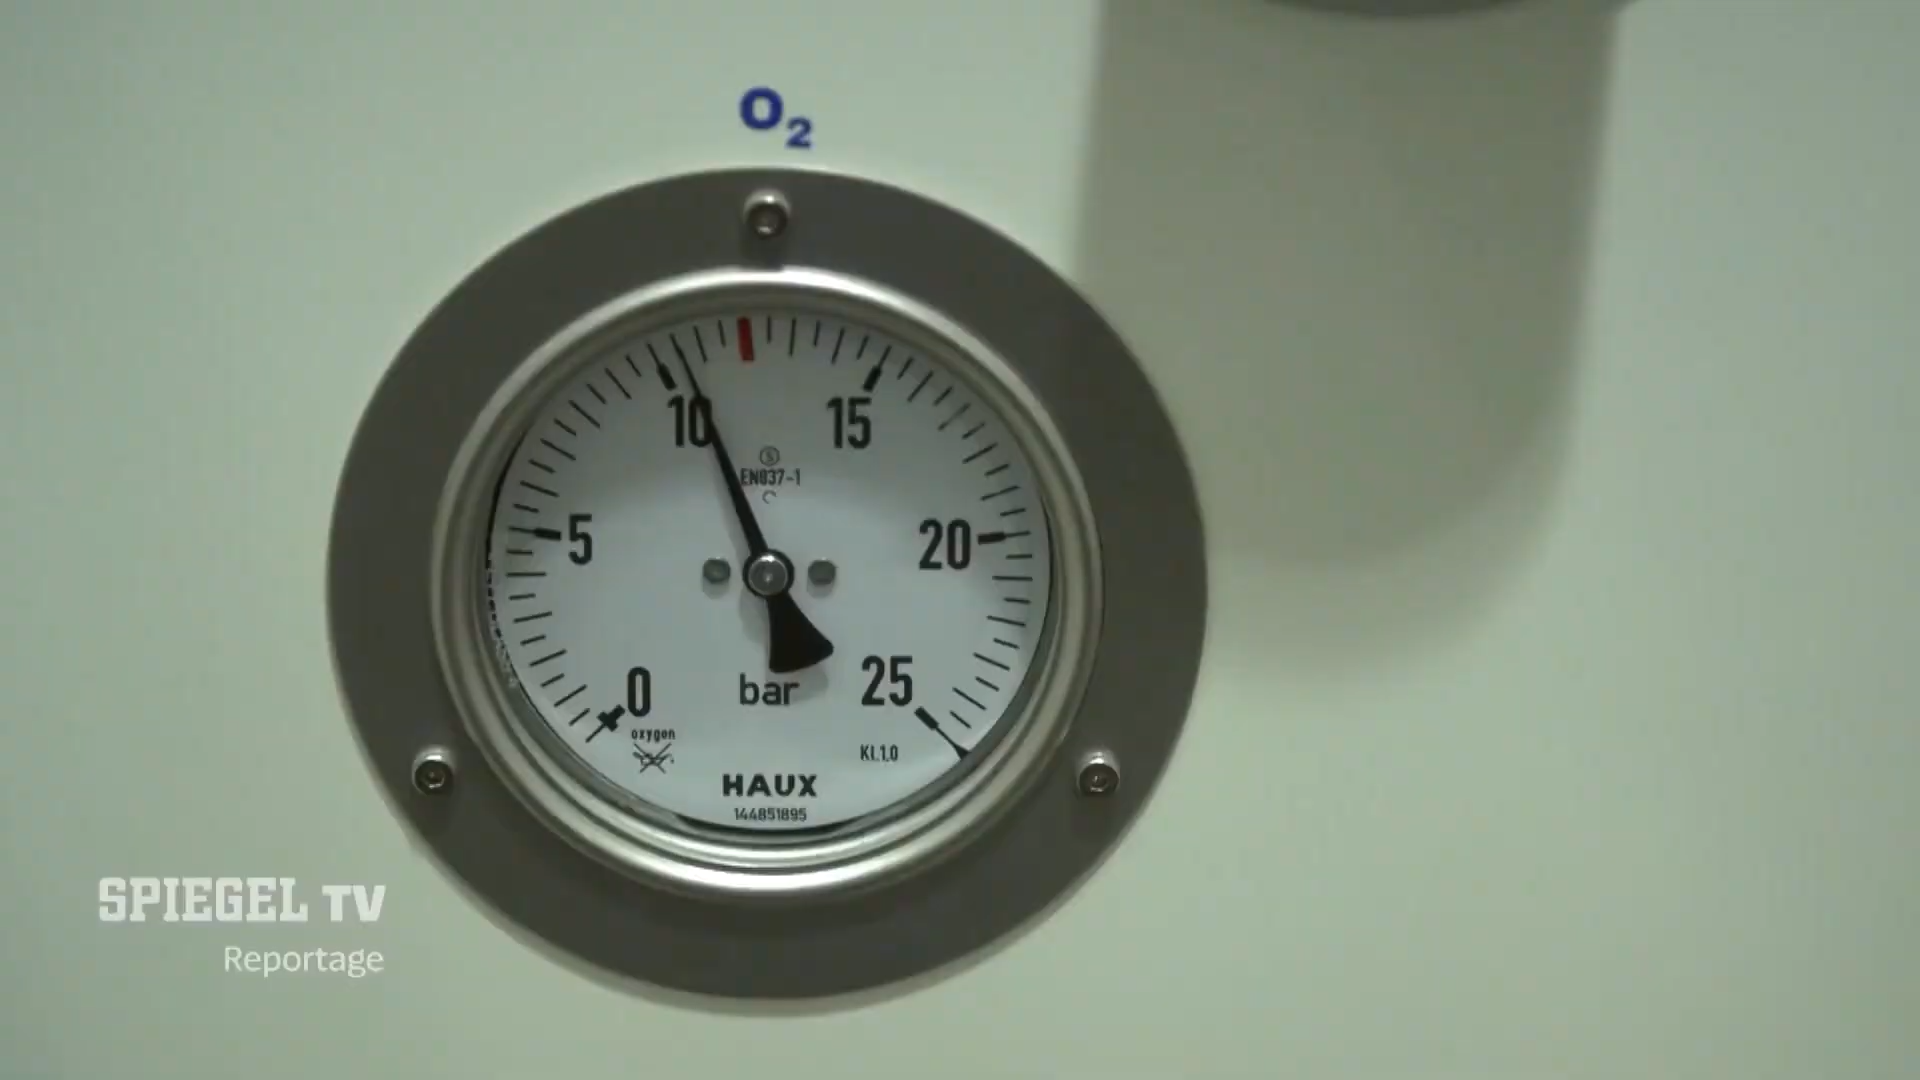 O₂
10 15
Ⓢ
EN837-1
5 20
0 bar 25
oxygen
Kl.1.0
HAUX
144851895
SPIEGEL TV
Reportage